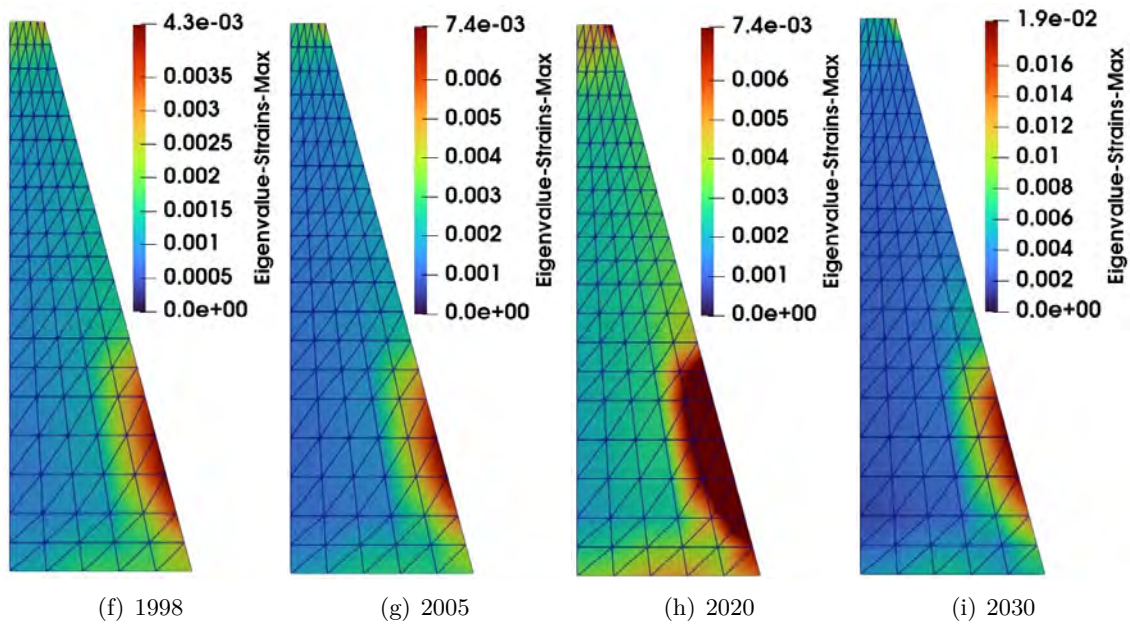 4.3e-03
0.0035
0.003
0.0025
0.002
0.0015
0.001
0.0005
0.0e+00
Eigenvalue-Strains-Max
7.4e-03
0.006
0.005
0.004
0.003
0.002
0.001
0.0e+00
Eigenvalue-Strains-Max
7.4e-03
0.006
0.005
0.004
0.003
0.002
0.001
0.0e+00
Eigenvalue-Strains-Max
1.9e-02
0.016
0.014
0.012
0.01
0.008
0.006
0.004
0.002
0.0e+00
Eigenvalue-Strains-Max
(f) 1998
(g) 2005
(h) 2020
(i) 2030